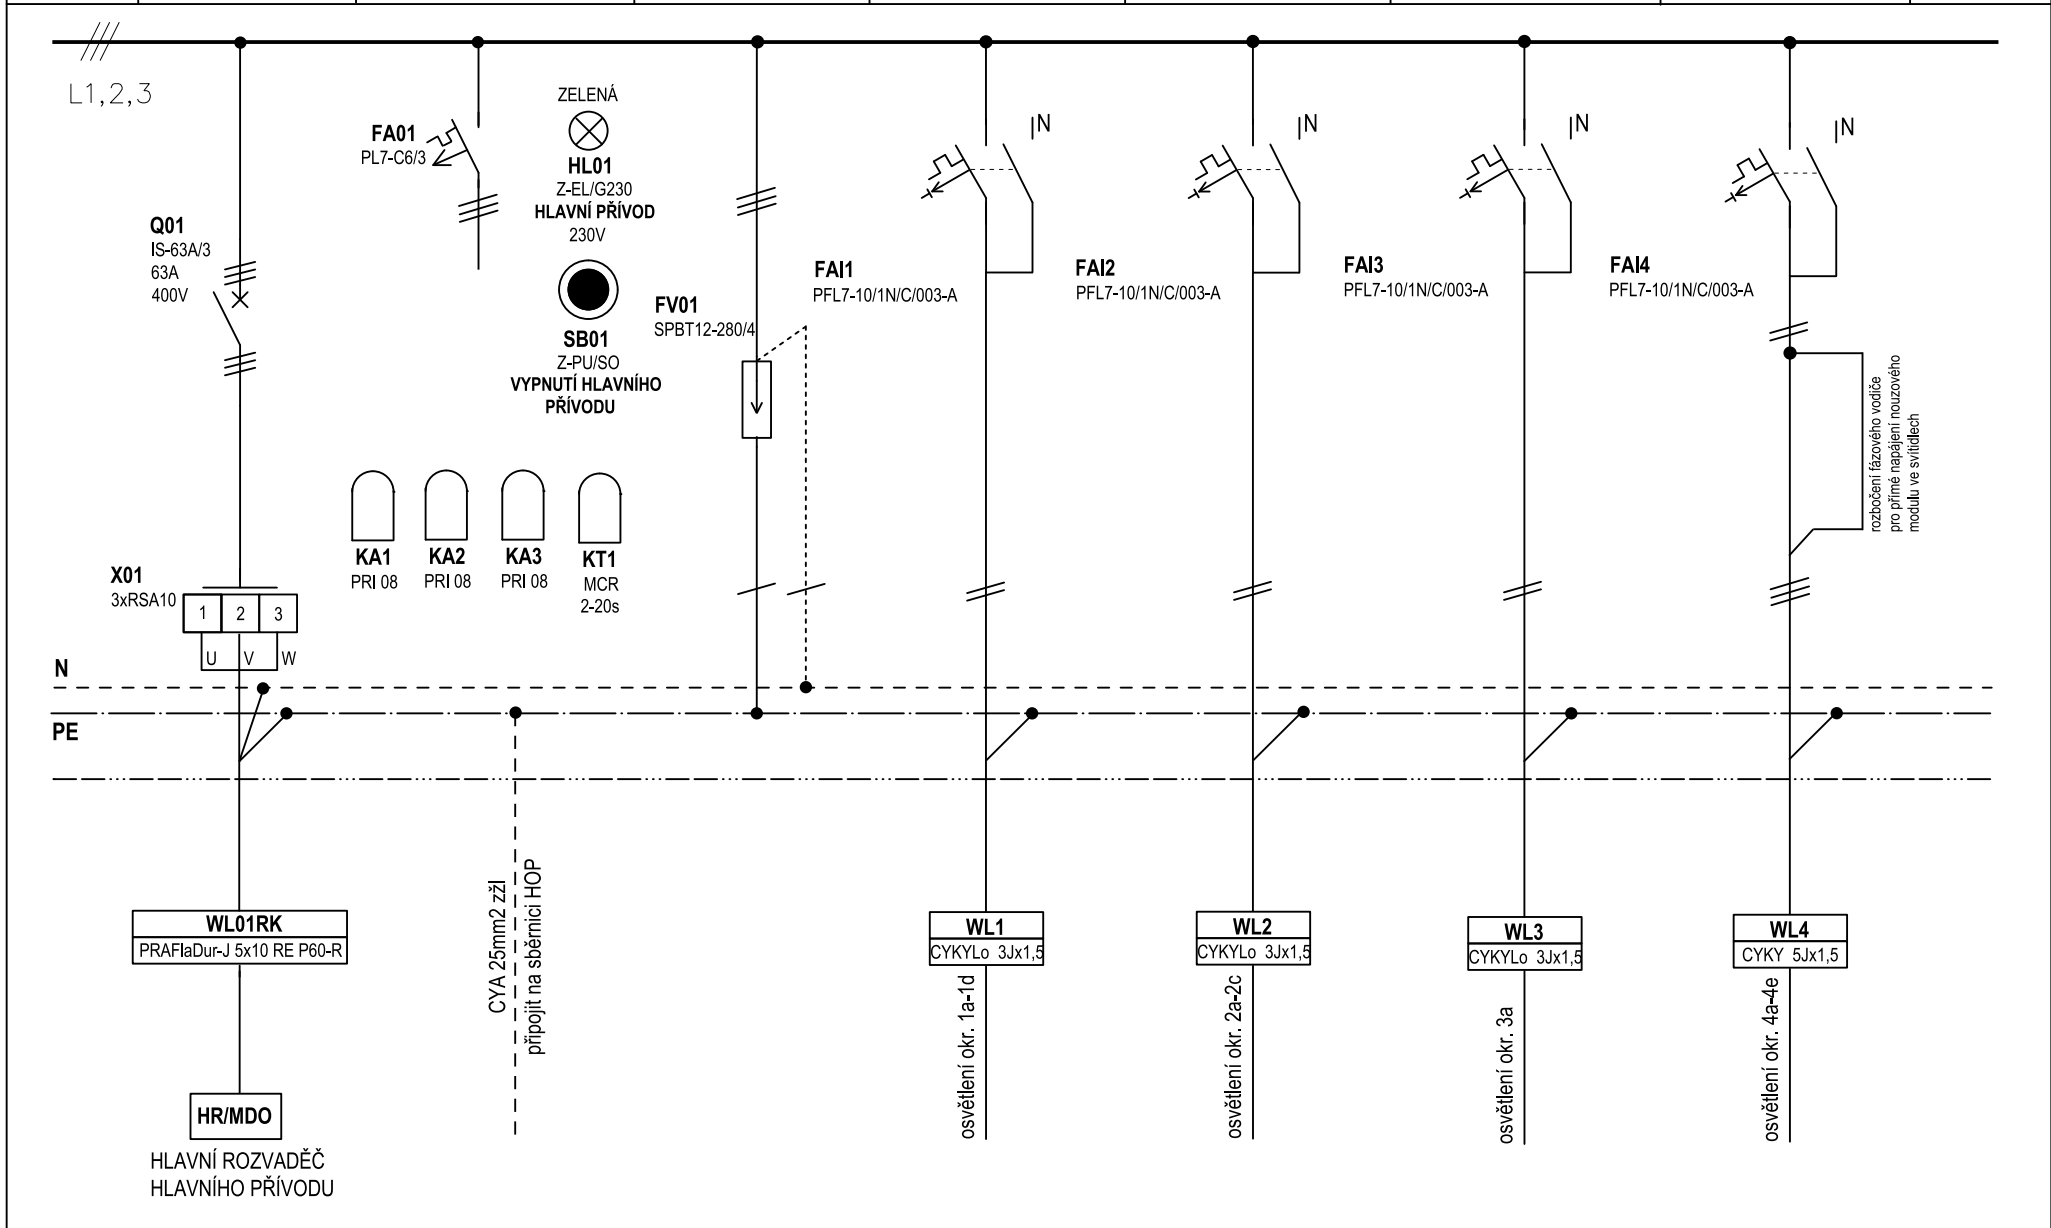 L1,2,3
FA01
PL7-C6/3
ZELENÁ
HL01
Z-EL/G230
HLAVNÍ PŘÍVOD
230V
SB01
Z-PU/SO
VYPNUTÍ HLAVNÍHO
PŘÍVODU
Q01
IS-63A/3
63A
400V
FV01
SPBT12-280/4
N
FAI1
PFL7-10/1N/C/003-A
N
FAI2
PFL7-10/1N/C/003-A
N
FAI3
PFL7-10/1N/C/003-A
N
FAI4
PFL7-10/1N/C/003-A
rozbočení fázového vodiče
pro přímé napájení nouzového
modulu ve svítidlech
KA1
PRI 08
KA2
PRI 08
KA3
PRI 08
KT1
MCR
2-20s
X01
3xRSA10
1 2 3
U V W
N
PE
WL01RK
PRAFlaDur-J 5x10 RE P60-R
HR/MDO
HLAVNÍ ROZVADĚČ
HLAVNÍHO PŘÍVODU
CYA 25mm2 zžl
připojit na sběrnici HOP
WL1
CYKYLo 3Jx1,5
osvětlení okr. 1a-1d
WL2
CYKYLo 3Jx1,5
osvětlení okr. 2a-2c
WL3
CYKYLo 3Jx1,5
osvětlení okr. 3a
WL4
CYKY 5Jx1,5
osvětlení okr. 4a-4e